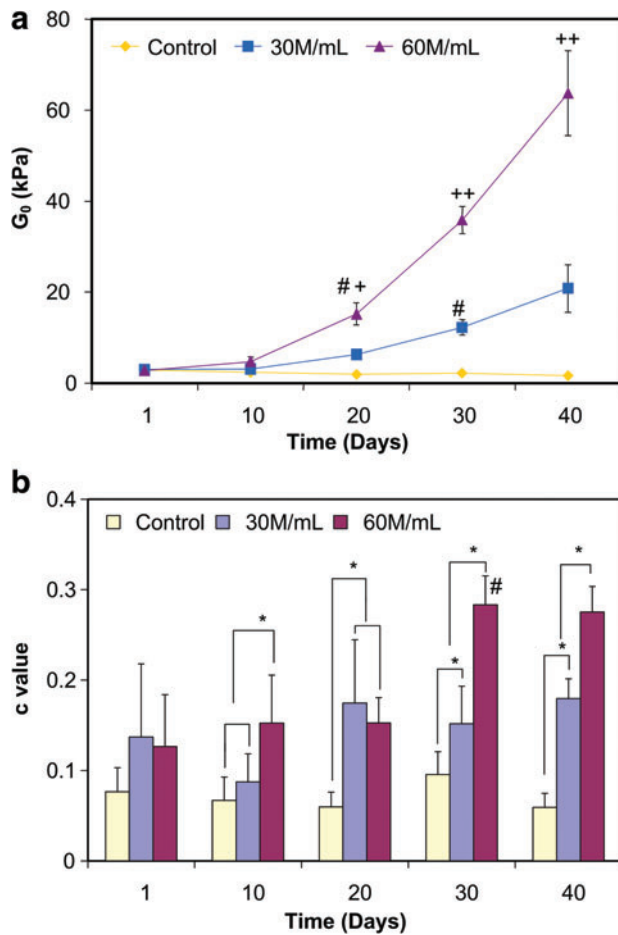 a
80
Control 30M/mL 60M/mL
++
60
G₀ (kPa)
40
++
# +
20
#
0
1 10 20 30 40
Time (Days)
b
0.4
Control 30M/mL 60M/mL
* *
#
0.3
*
*
c value
0.2
* *
0.1
0
1 10 20 30 40
Time (Days)